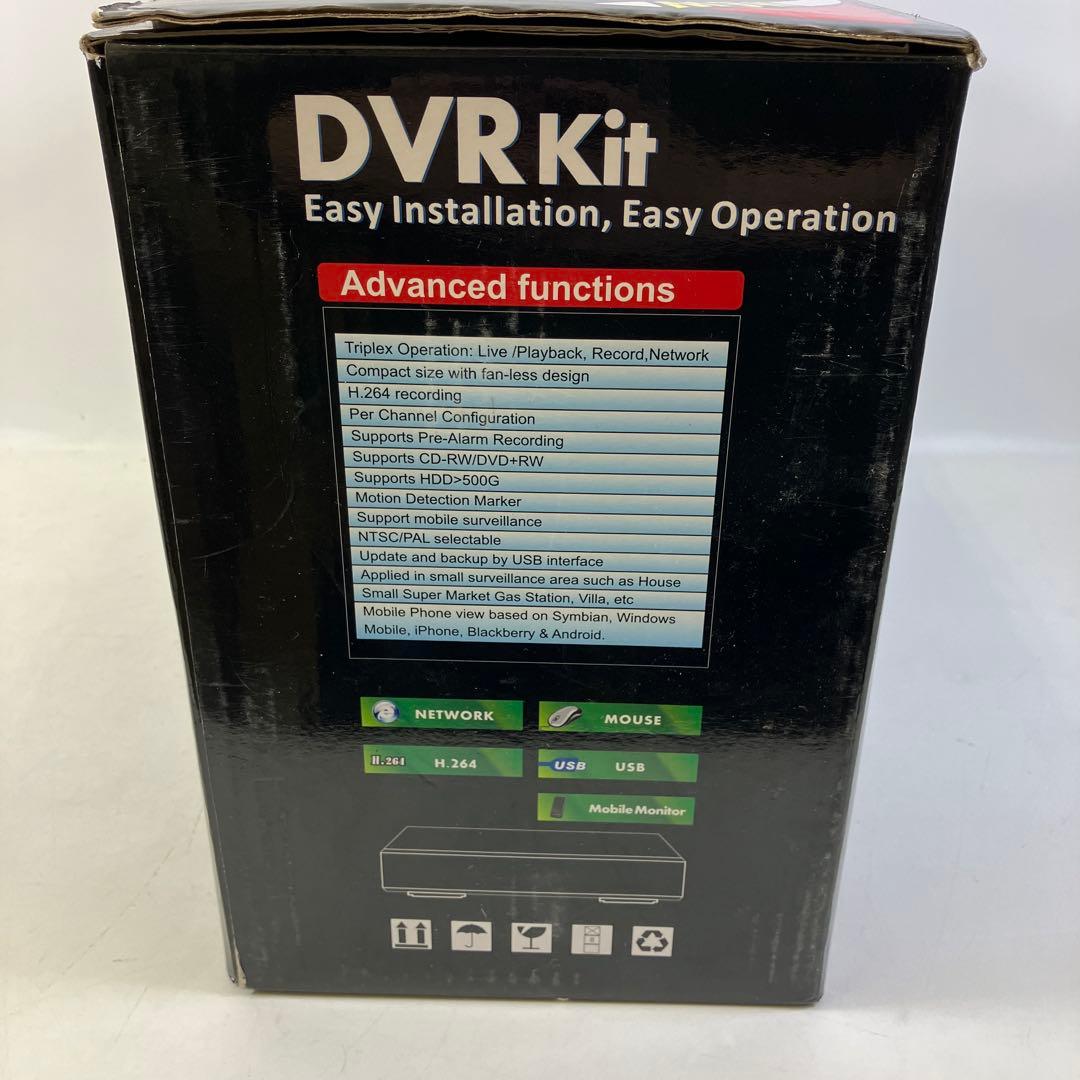 DVR Kit
Easy Installation, Easy Operation
Advanced functions
Triplex Operation: Live /Playback, Record,Network
Compact size with fan-less design
H.264 recording
Per Channel Configuration
Supports Pre-Alarm Recording
Supports CD-RW/DVD+RW
Supports HDD>500G
Motion Detection Marker
Support mobile surveillance
NTSC/PAL selectable
Update and backup by USB interface
Applied in small surveillance area such as House
Small Super Market Gas Station, Villa, etc
Mobile Phone view based on Symbian, Windows
Mobile, iPhone, Blackberry & Android.
NETWORK
MOUSE
H.264 H.264
USB USB
Mobile Monitor